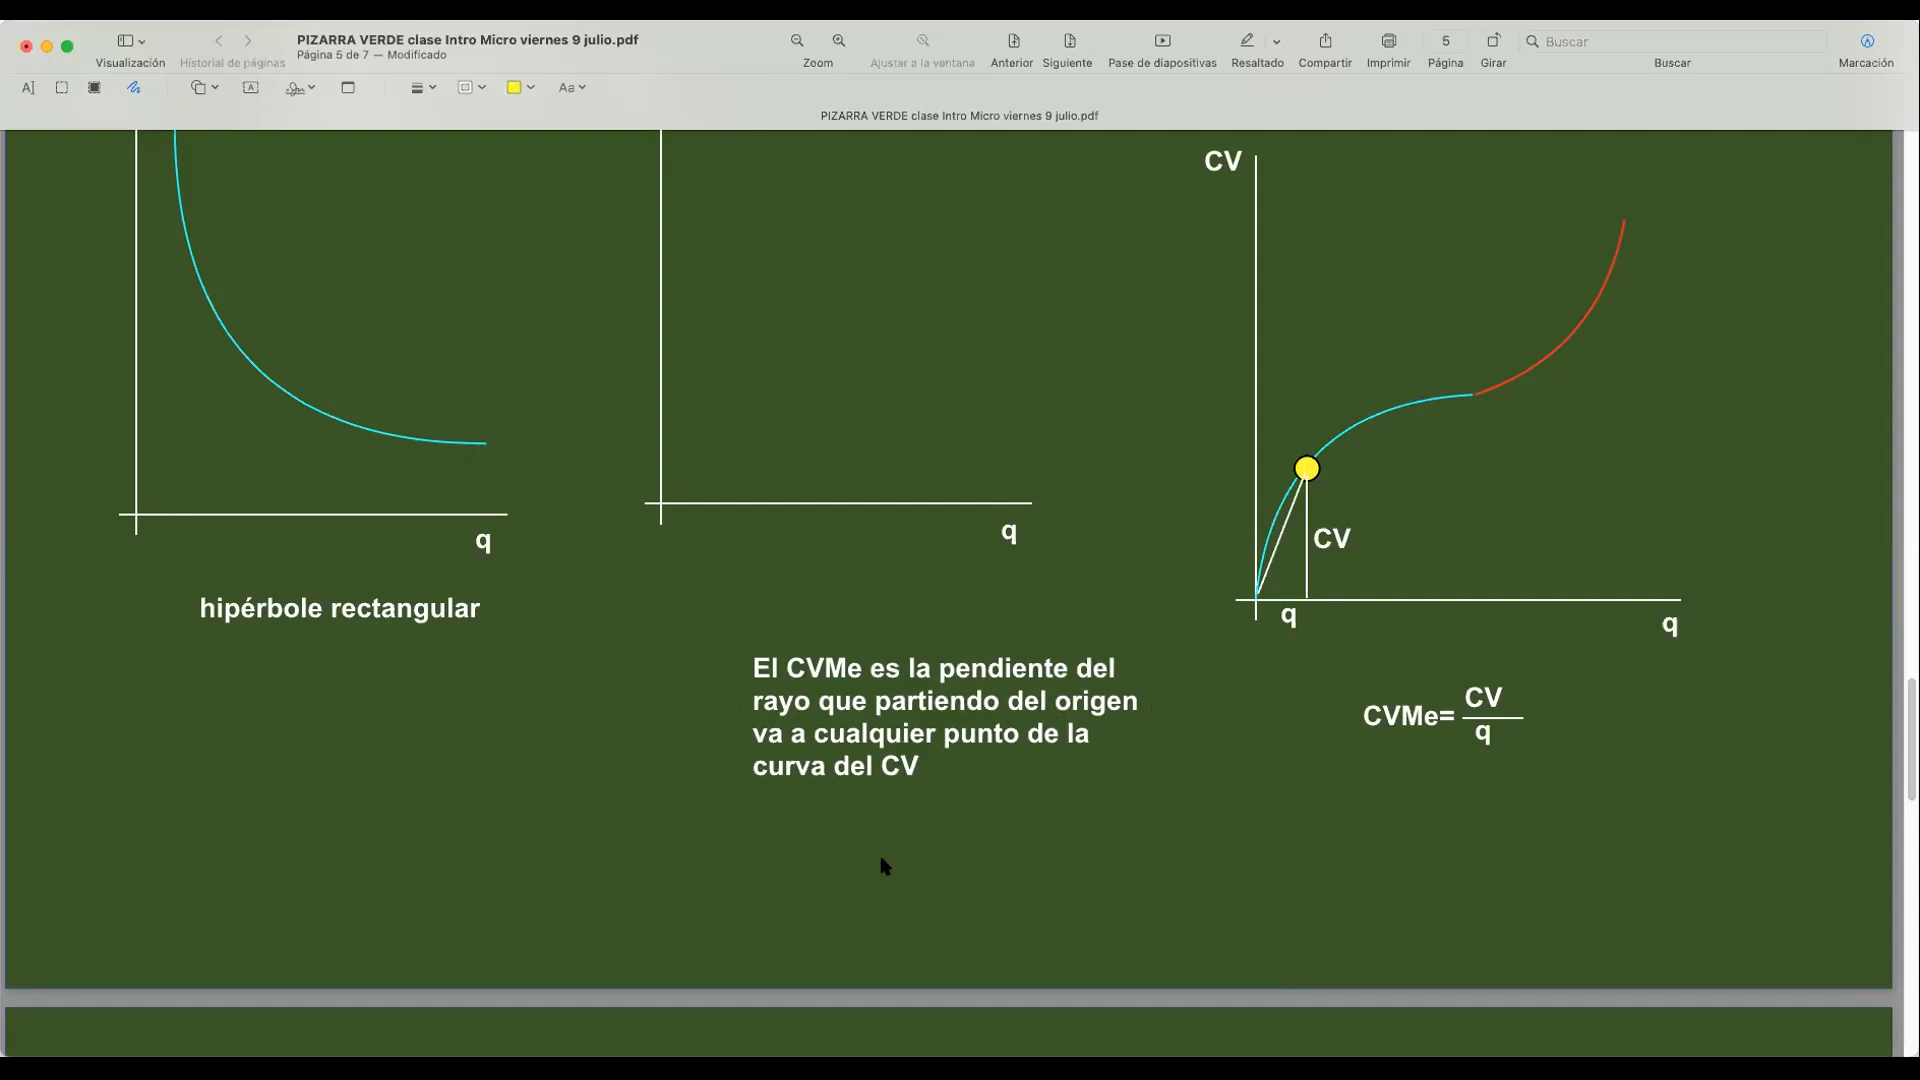 PIZARRA VERDE clase Intro Micro viernes 9 julio.pdf
Página 5 de 7 — Modificado
Visualización
Historial de páginas
Zoom
Ajustar a la ventana
Anterior
Siguiente
Pase de diapositivas
Resaltado
Compartir
Imprimir
5
Página
Girar
Buscar
Buscar
Marcación
A
A
Aa
PIZARRA VERDE clase Intro Micro viernes 9 julio.pdf
q
hipérbole rectangular
q
CV
CV
q
q
El CVMe es la pendiente del
rayo que partiendo del origen
va a cualquier punto de la
curva del CV
CVMe= CV
q